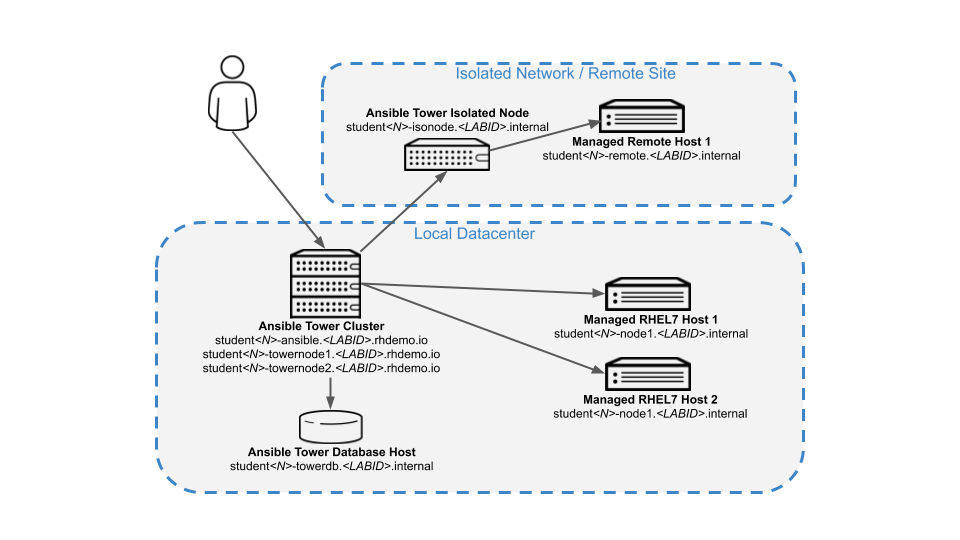 Isolated Network / Remote Site
Ansible Tower Isolated Node
student<N>-isonode.<LABID>.internal
Managed Remote Host 1
student<N>-remote.<LABID>.internal
Local Datacenter
Ansible Tower Cluster
student<N>-ansible.<LABID>.rhdemo.io
student<N>-towernode1.<LABID>.rhdemo.io
student<N>-towernode2.<LABID>.rhdemo.io
Managed RHEL7 Host 1
student<N>-node1.<LABID>.internal
Managed RHEL7 Host 2
student<N>-node1.<LABID>.internal
Ansible Tower Database Host
student<N>-towerdb.<LABID>.internal